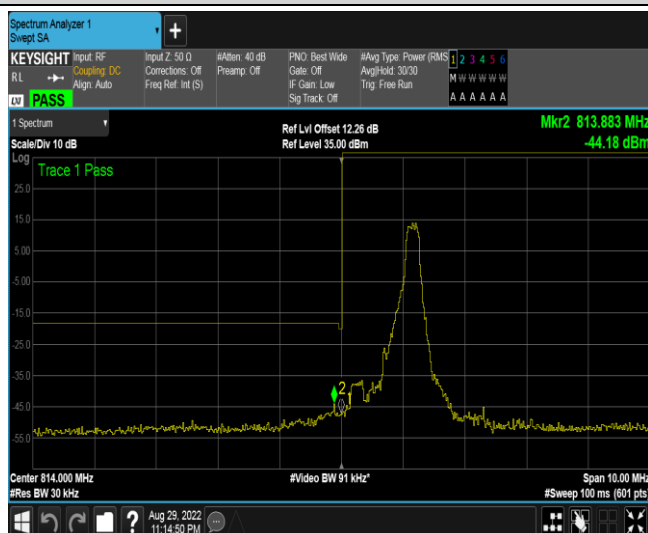 Spectrum Analyzer 1
Swept SA
+
KEYSIGHT
RL
LXI
PASS
Input: RF
Coupling: DC
Align: Auto
Input Z: 50 Ω
Corrections: Off
Freq Ref: Int (S)
#Atten: 40 dB
Preamp: Off
PNO: Best Wide
Gate: Off
IF Gain: Low
Sig Track: Off
#Avg Type: Power (RMS
Avg|Hold: 30/30
Trig: Free Run
1 2 3 4 5 6
M W W W W W
A A A A A A
1 Spectrum
Scale/Div 10 dB
Ref Lvl Offset 12.26 dB
Ref Level 35.00 dBm
Mkr2 813.883 MHz
-44.18 dBm
Log
Trace 1 Pass
25.0
15.0
5.00
-5.00
-15.0
-25.0
-35.0
-45.0
-55.0
2
Center 814.000 MHz
#Res BW 30 kHz
#Video BW 91 kHz*
Span 10.00 MHz
#Sweep 100 ms (601 pts)
?
Aug 29, 2022
11:14:50 PM